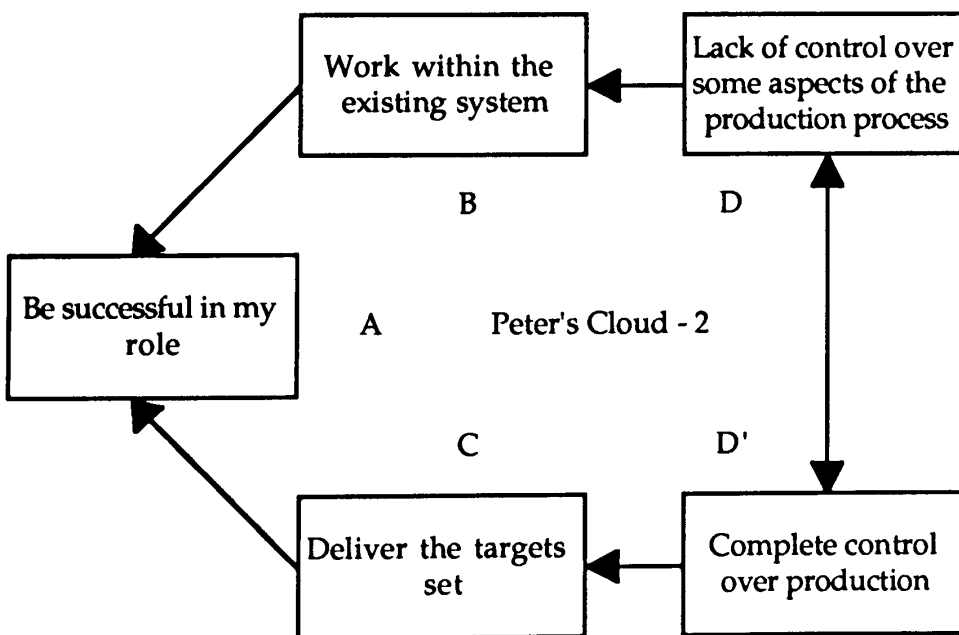 Work within the
existing system
Lack of control over
some aspects of the
production process
B
D
Be successful in my
role
A
Peter's Cloud - 2
C
D'
Deliver the targets
set
Complete control
over production